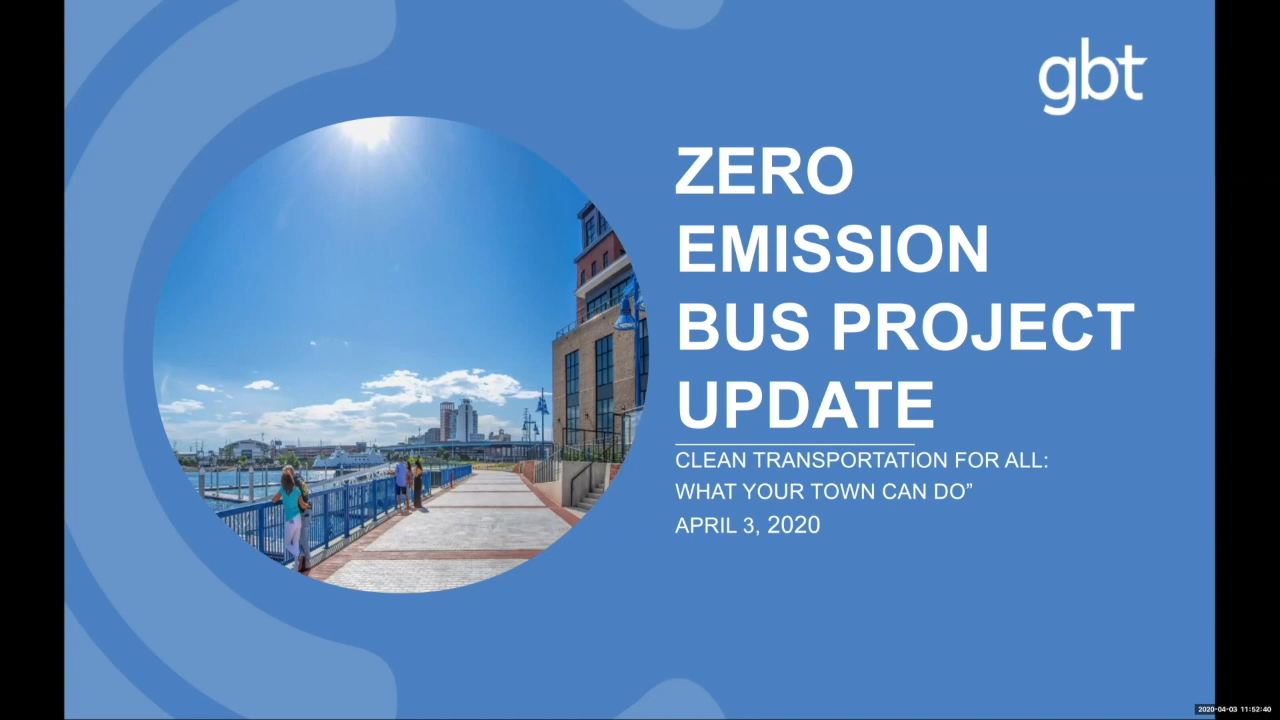 gbt
ZERO
EMISSION
BUS PROJECT
UPDATE
CLEAN TRANSPORTATION FOR ALL:
WHAT YOUR TOWN CAN DO”
APRIL 3, 2020
2020-04-03 11:52:40